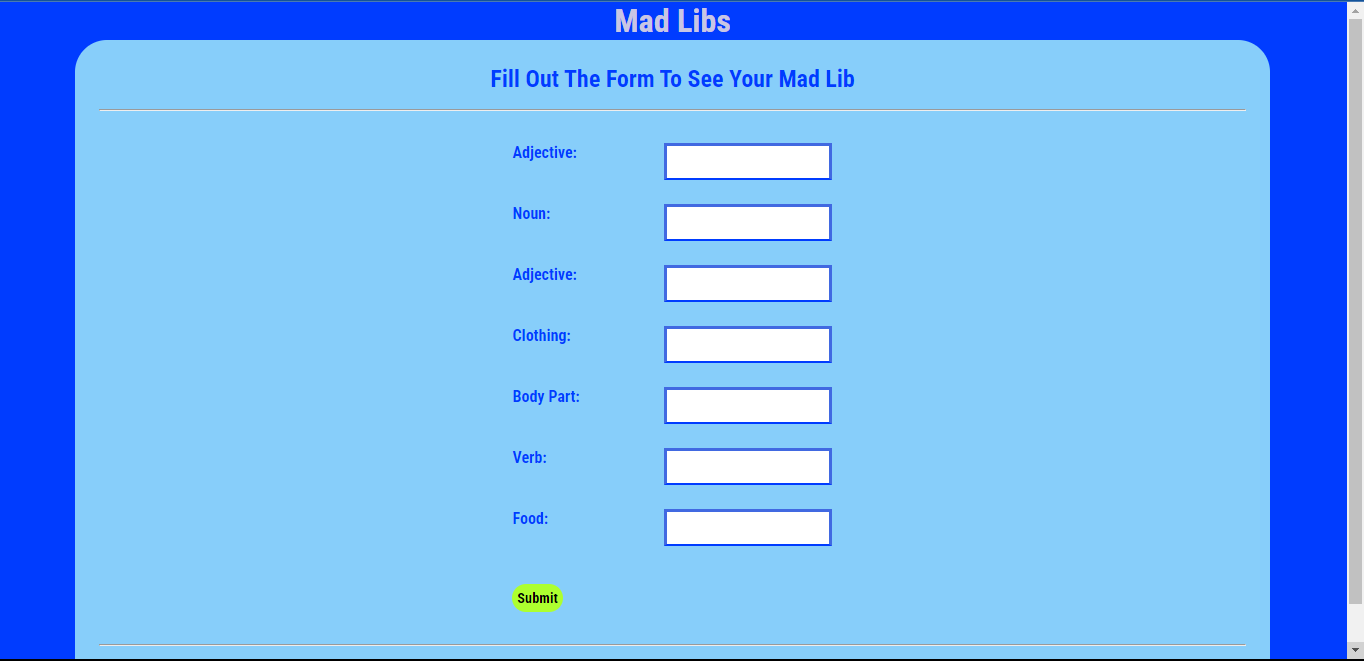 Mad Libs
Fill Out The Form To See Your Mad Lib
Adjective:
Noun:
Adjective:
Clothing:
Body Part:
Verb:
Food:
Submit